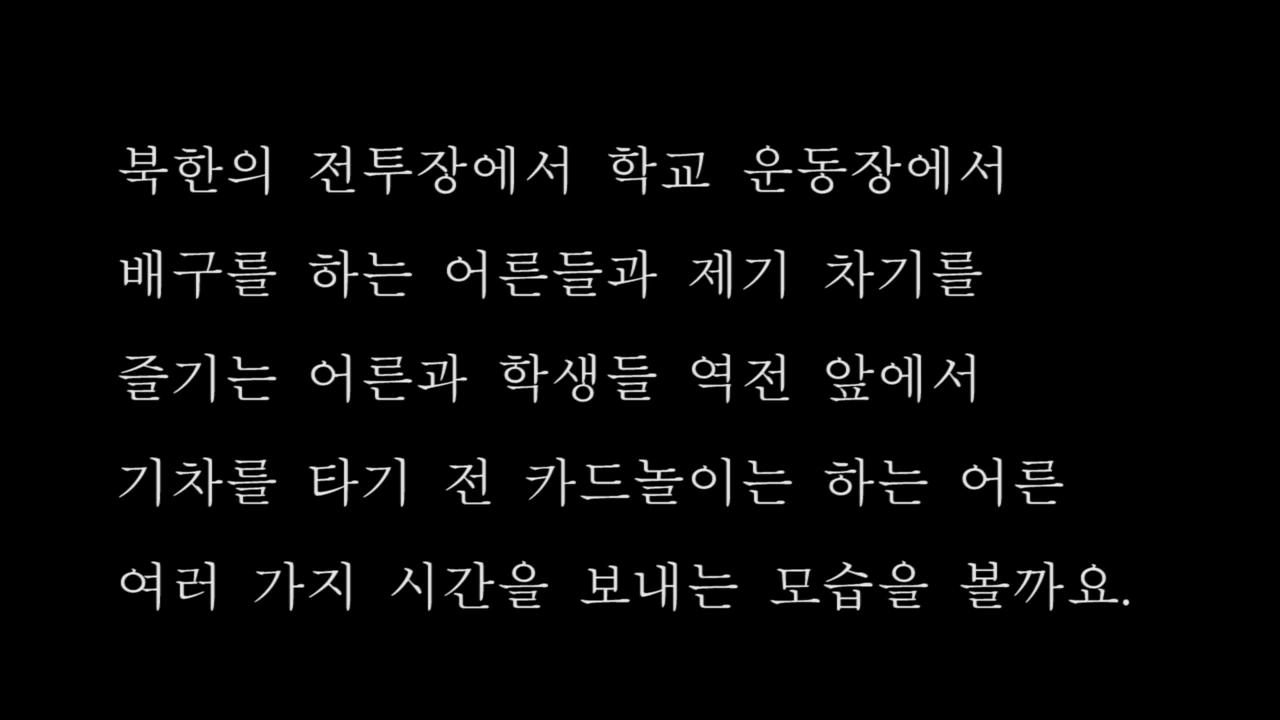 북한의 전투장에서 학교 운동장에서
배구를 하는 어른들과 제기 차기를
즐기는 어른과 학생들 역전 앞에서
기차를 타기 전 카드놀이는 하는 어른
여러 가지 시간을 보내는 모습을 볼까요.